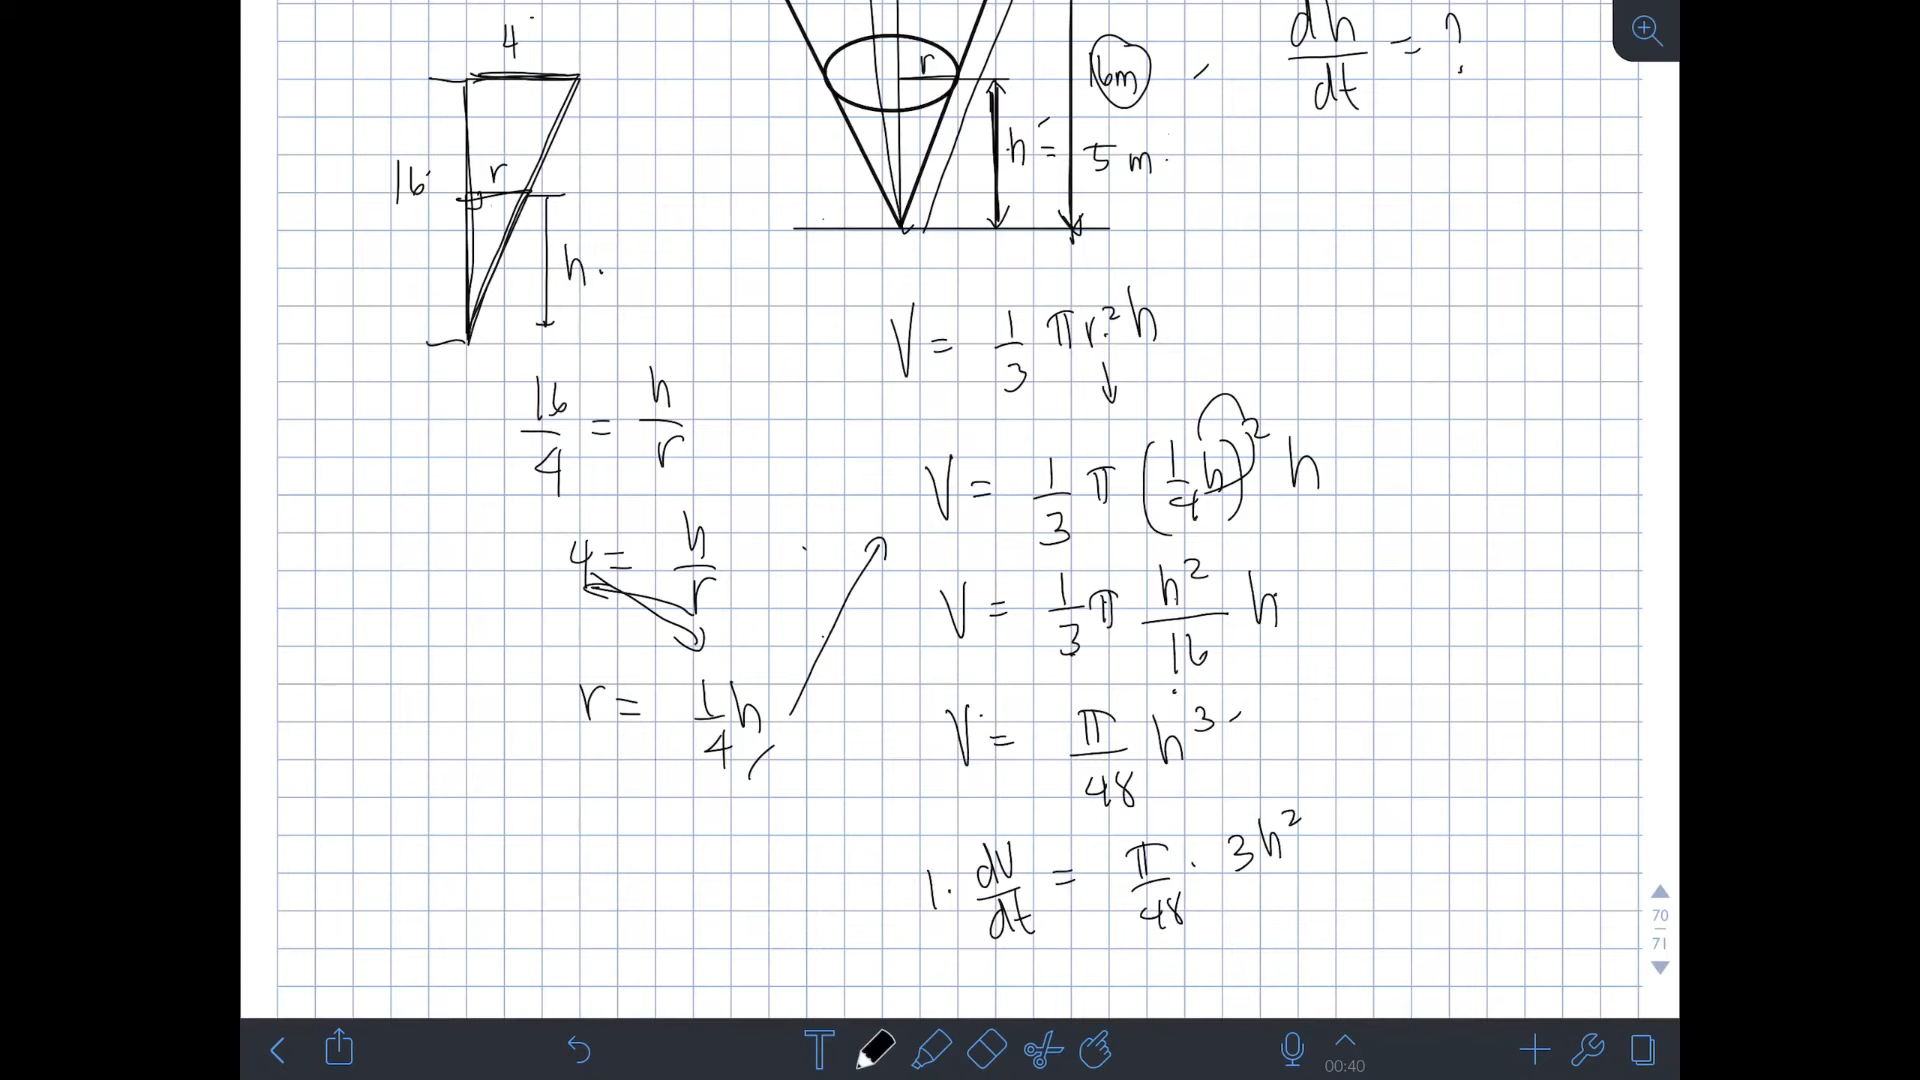 4
dh/dt = ?
r
16m
h = 5 m.
16
r
h.
V = 1/3 πr²h
16/4 = h/r
V = 1/3 π (1/4 h)² h
4 = h/r
V = 1/3 π h²/16 h
r = 1/4 h
V = π/48 h³
1. dV/dt = π/48 · 3h²
70
71
T
00:40